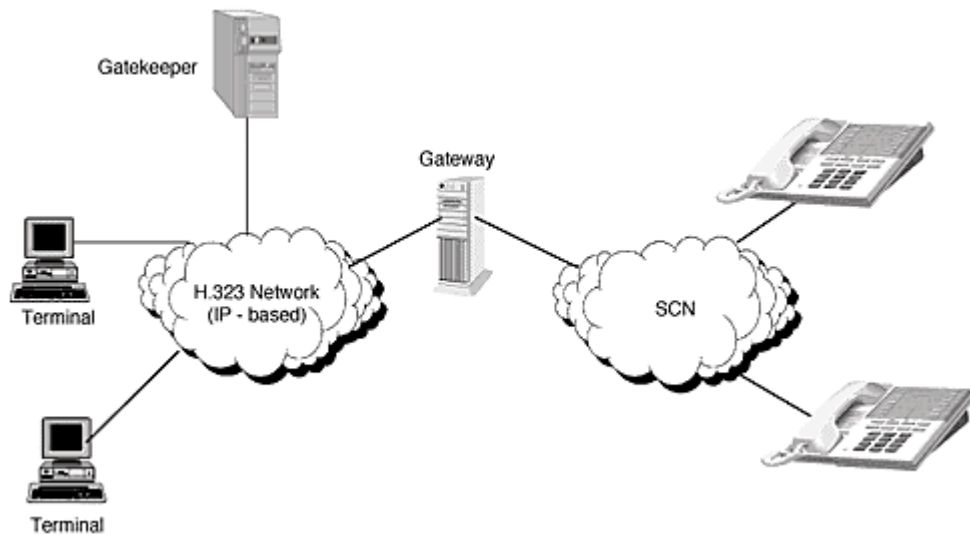 Gatekeeper
Gateway
Terminal
H.323 Network
(IP - based)
SCN
Terminal